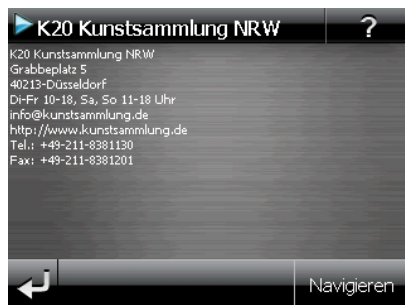 K20 Kunstsammlung NRW ?
K20 Kunstsammlung NRW
Grabbeplatz 5
40213-Düsseldorf
Di-Fr 10-18, Sa, So 11-18 Uhr
info@kunstsammlung.de
http://www.kunstsammlung.de
Tel.: +49-211-8381130
Fax: +49-211-8381201
Navigieren